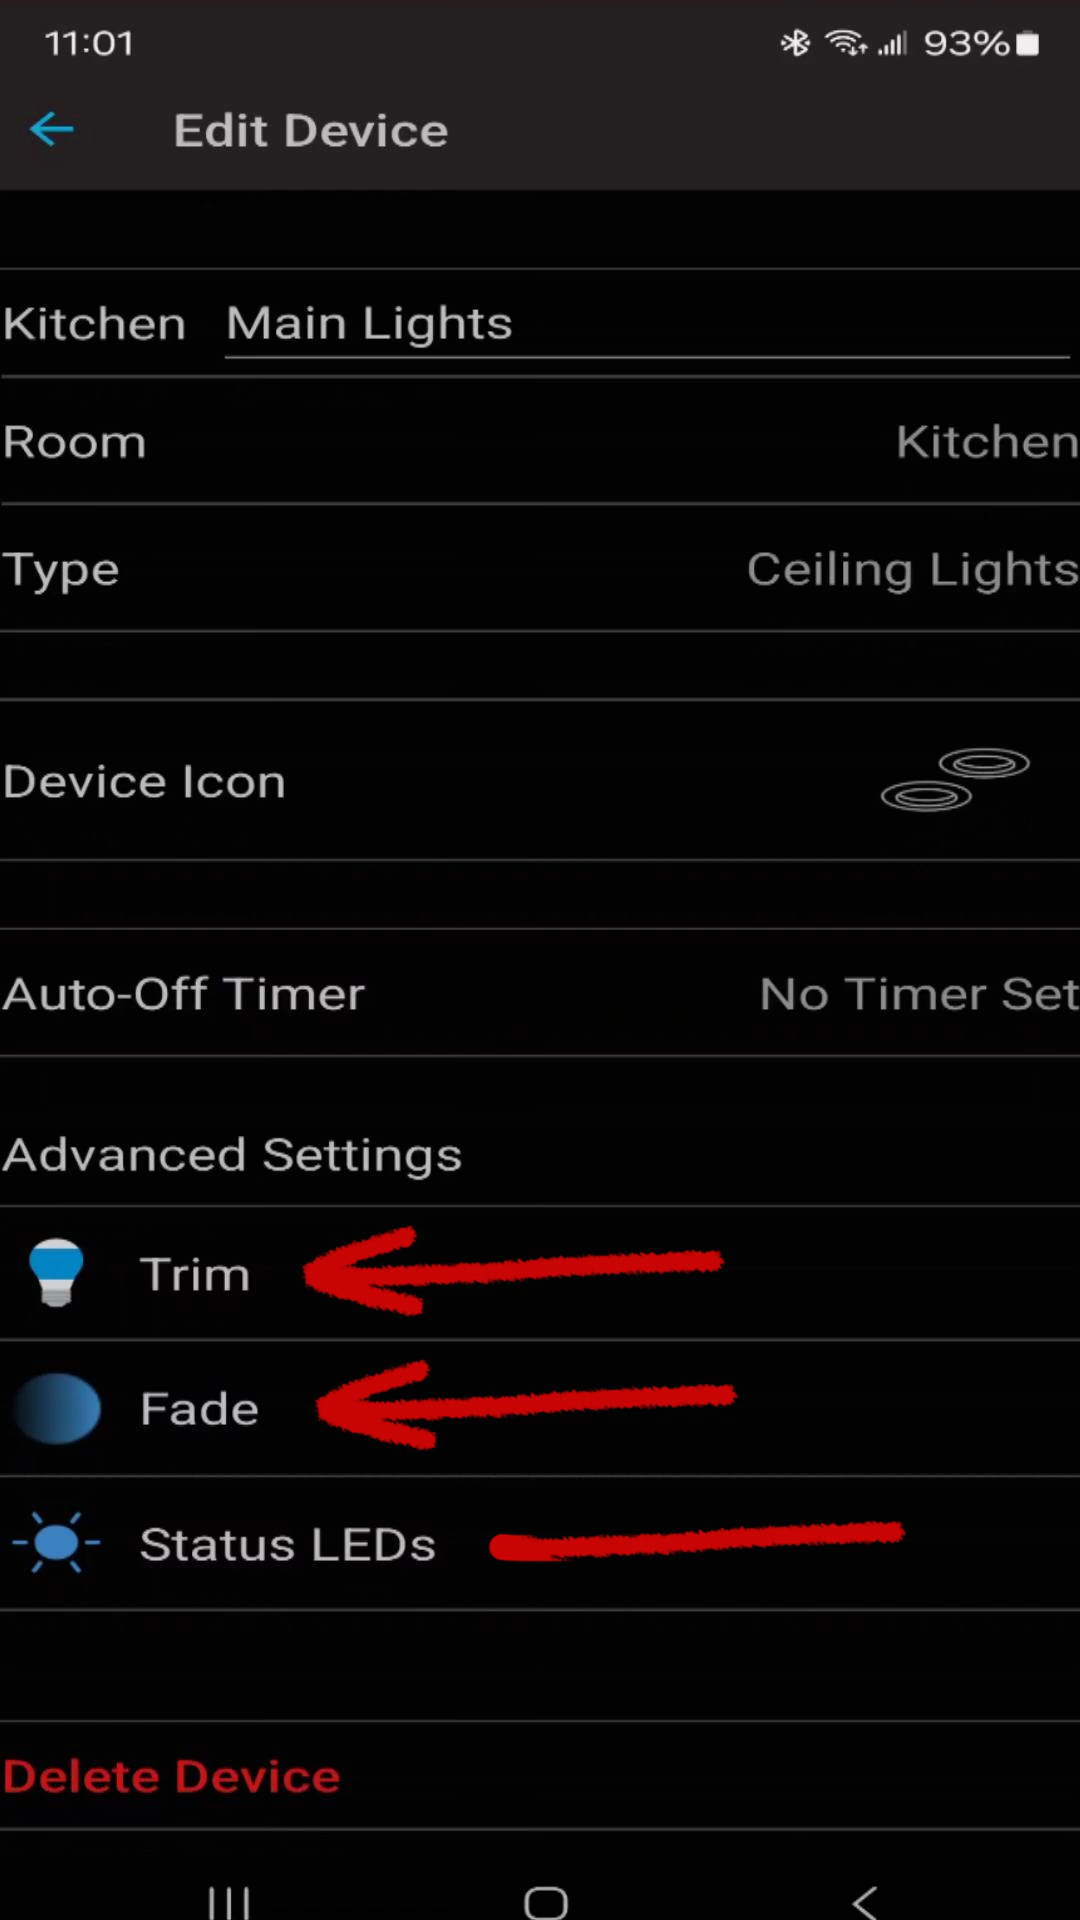 11:01 93%
Edit Device
Kitchen Main Lights
Room Kitchen
Type Ceiling Lights
Device Icon
Auto-Off Timer No Timer Set
Advanced Settings
Trim
Fade
Status LEDs
Delete Device